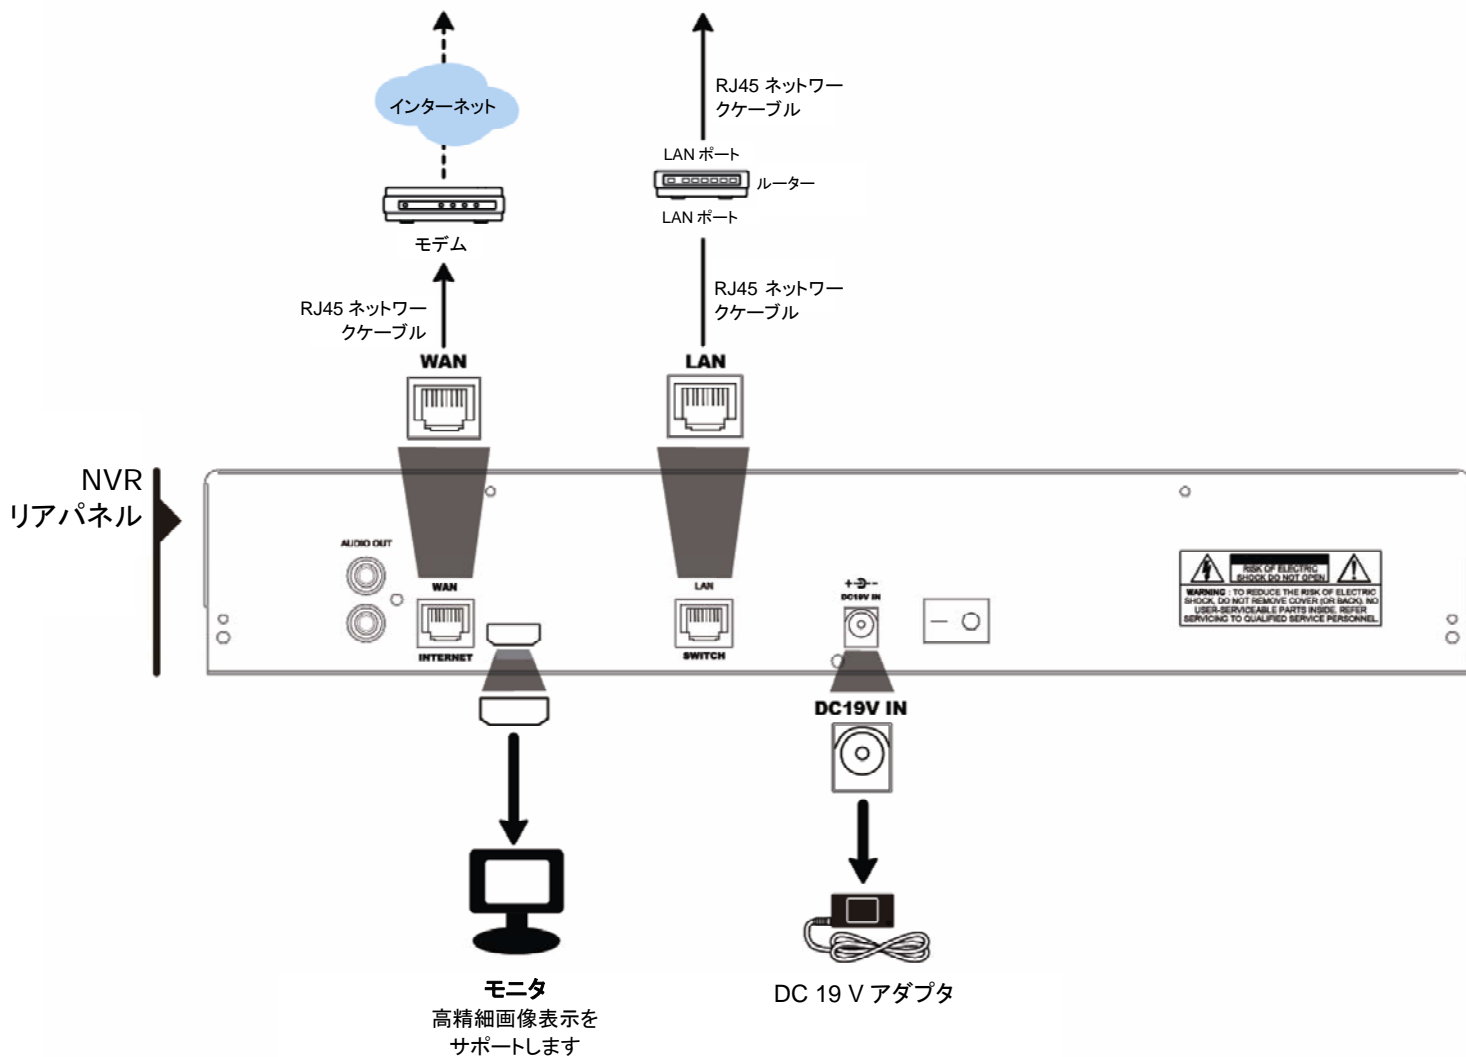 インターネット
モデム
RJ45 ネットワー
クケーブル
WAN
RJ45 ネットワー
クケーブル
LAN ポート
ルーター
LAN ポート
RJ45 ネットワー
クケーブル
LAN
NVR
リアパネル
AUDIO OUT
WAN
INTERNET
LAN
SWITCH
DC19V IN
RISK OF ELECTRIC
SHOCK DO NOT OPEN
WARNING : TO REDUCE THE RISK OF ELECTRIC
SHOCK, DO NOT REMOVE COVER (OR BACK). NO
USER-SERVICEABLE PARTS INSIDE. REFER
SERVICING TO QUALIFIED SERVICE PERSONNEL.
DC19V IN
モニタ
高精細画像表示を
サポートします
DC 19 V アダプタ